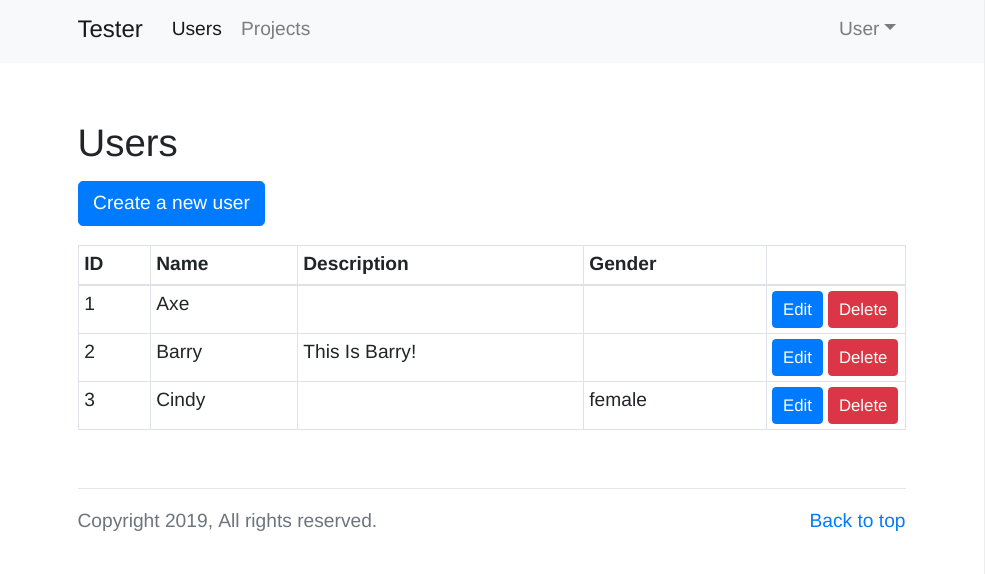 Tester Users Projects User
Users
Create a new user
ID Name Description Gender
1 Axe Edit Delete
2 Barry This Is Barry! Edit Delete
3 Cindy female Edit Delete
Copyright 2019, All rights reserved. Back to top